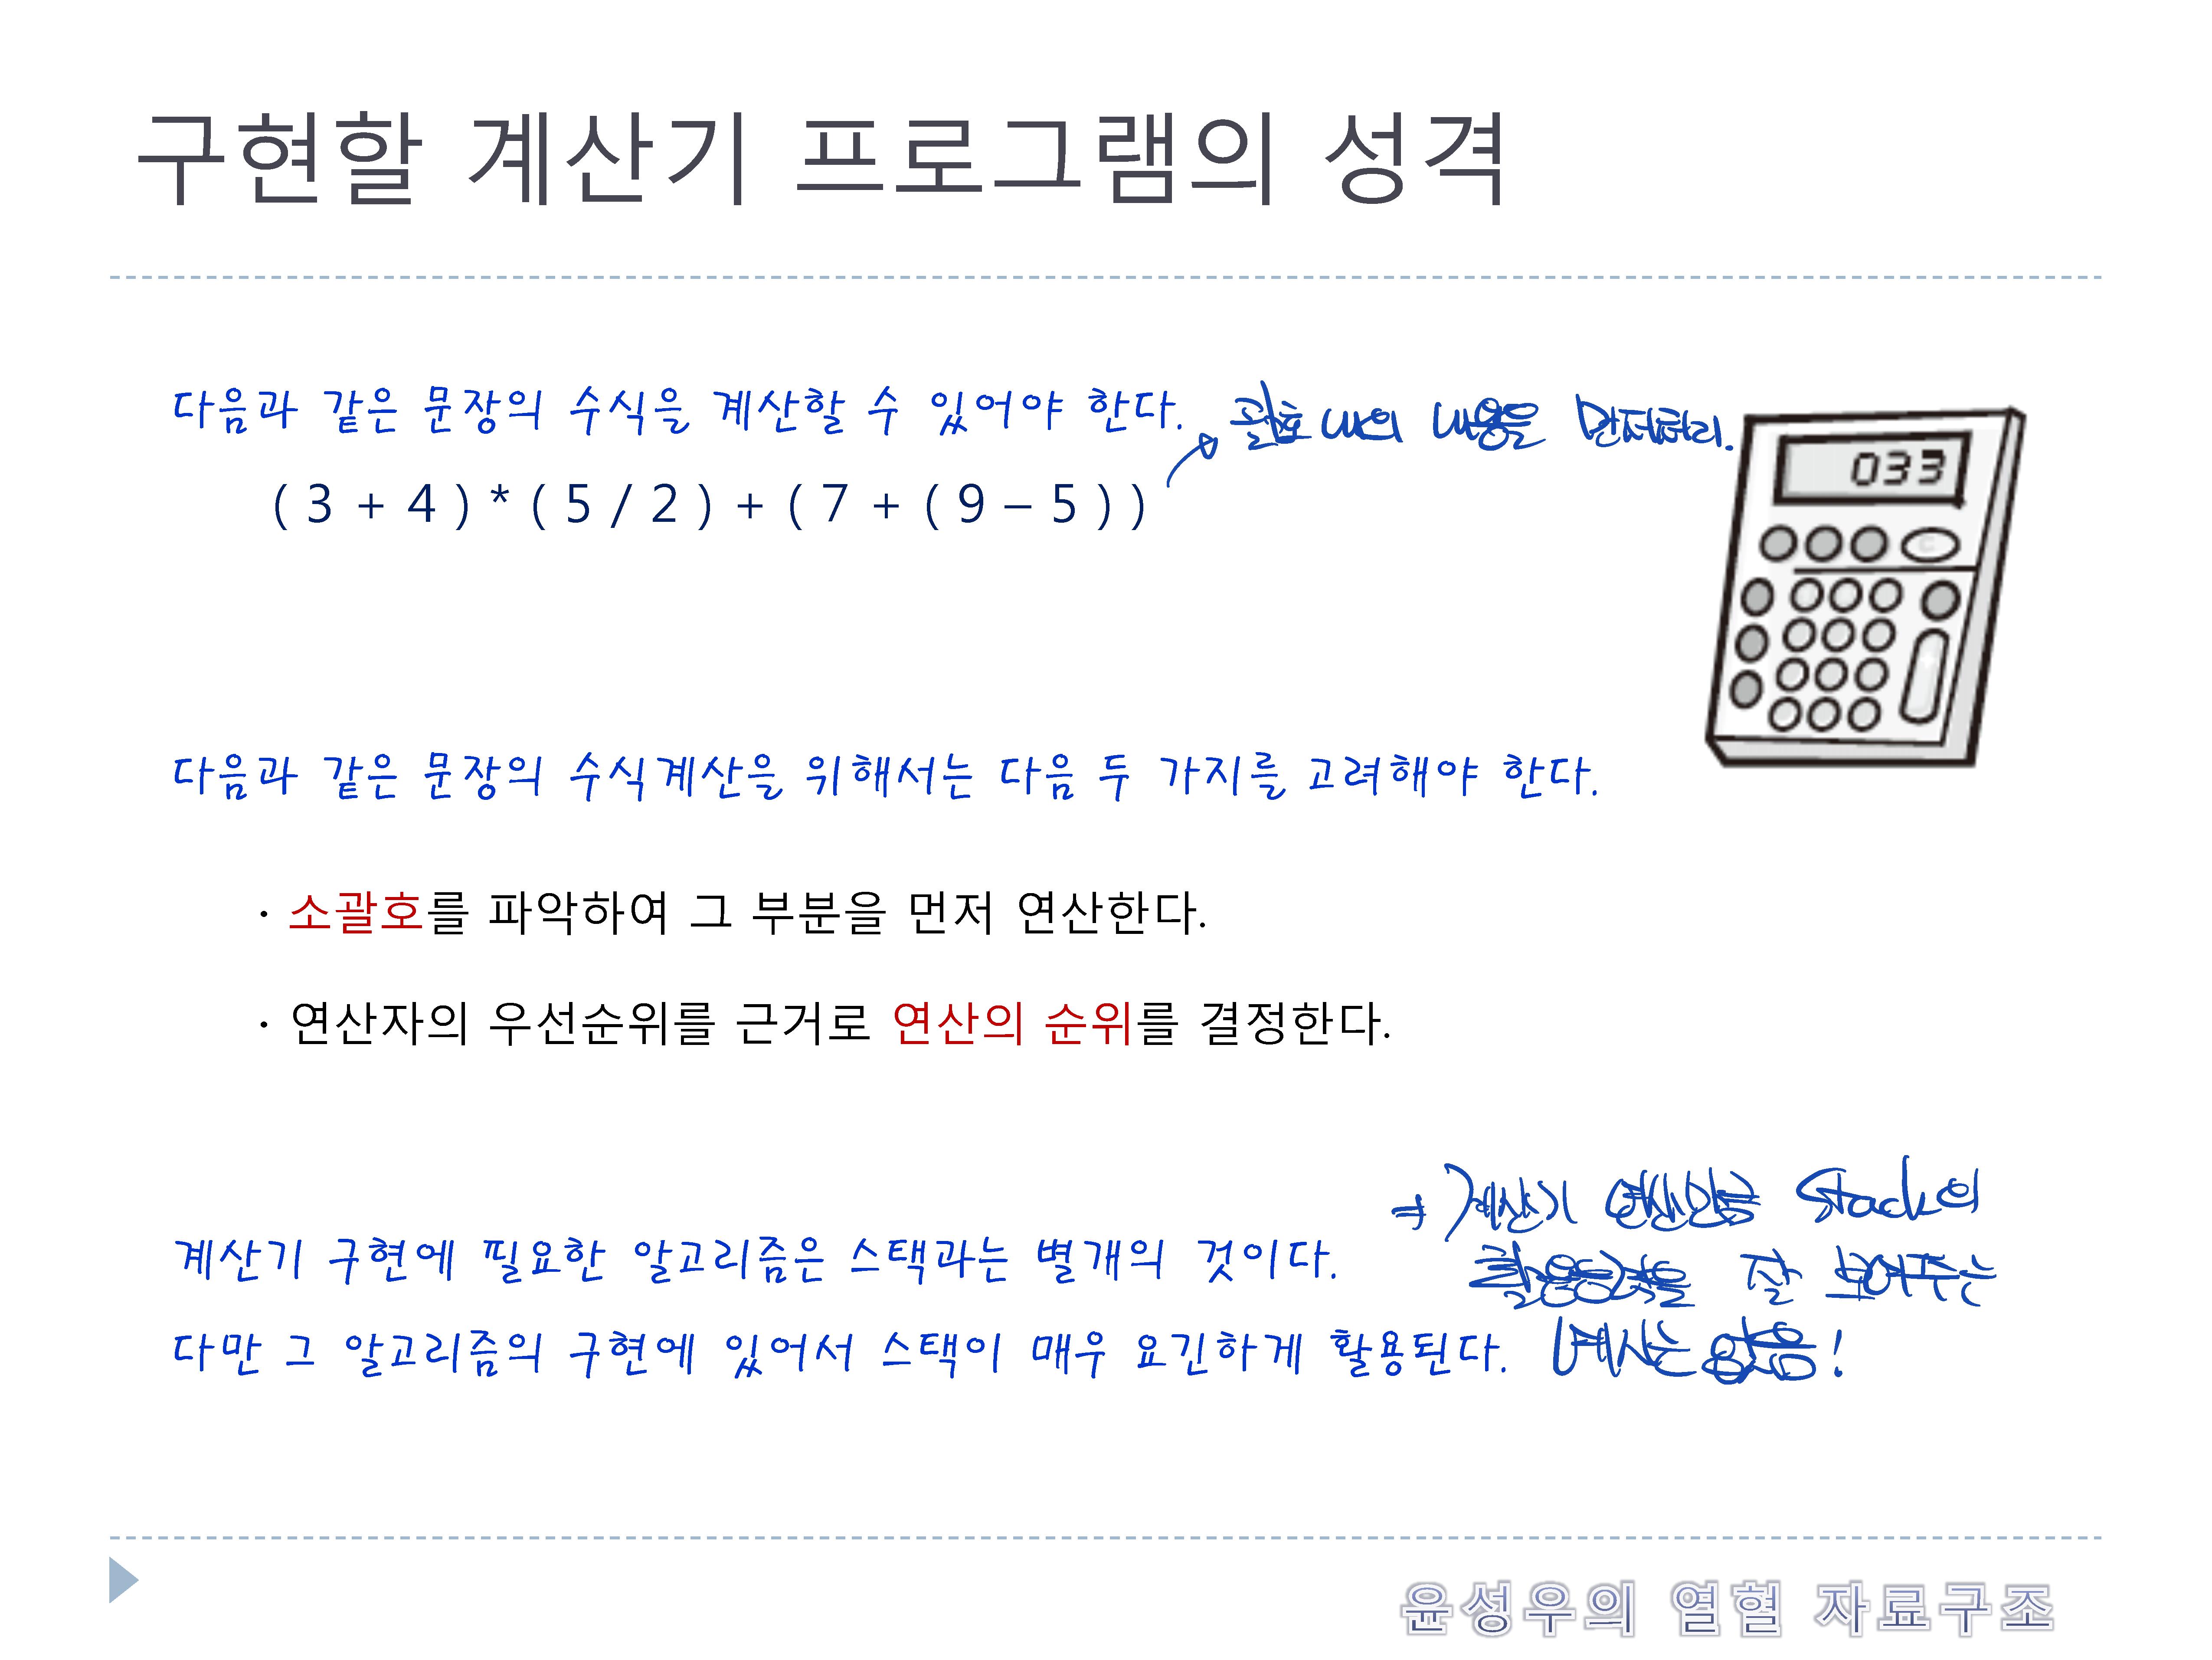 구현할 계산기 프로그램의 성격
다음과 같은 문장의 수식을 계산할 수 있어야 한다.
괄호 내의 내용을 먼저처리.
( 3 + 4 ) * ( 5 / 2 ) + ( 7 + ( 9 – 5 ) )
033
다음과 같은 문장의 수식계산을 위해서는 다음 두 가지를 고려해야 한다.
· 소괄호를 파악하여 그 부분을 먼저 연산한다.
· 연산자의 우선순위를 근거로 연산의 순위를 결정한다.
⇒ 계산기 연산만큼 Stack의
계산기 구현에 필요한 알고리즘은 스택과는 별개의 것이다.
잘 보여주는
다만 그 알고리즘의 구현에 있어서 스택이 매우 요긴하게 활용된다.
없음!
윤성우의 열혈 자료구조